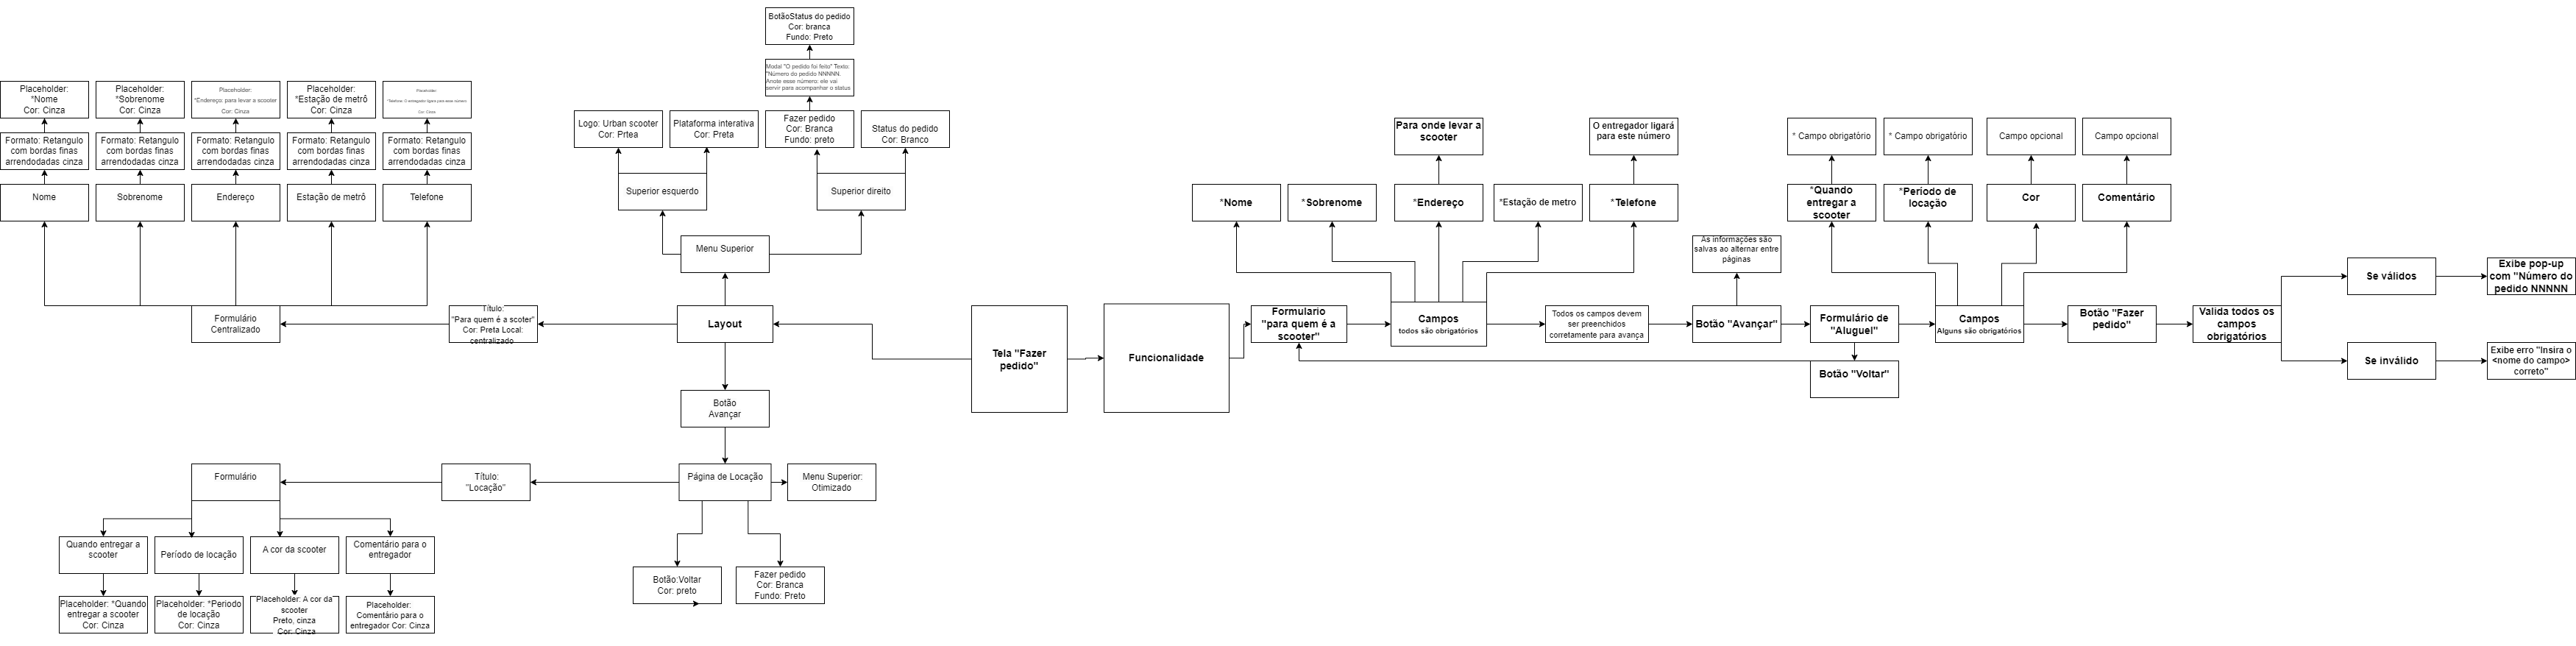 BotãoStatus do pedido
Cor: branca
Fundo: Preto
Modal "O pedido foi feito" Texto:
"Número do pedido NNNNN.
Anote esse número: ele vai
servir para acompanhar o status
Placeholder:
*Nome
Cor: Cinza
Placeholder:
*Sobrenome
Cor: Cinza
Placeholder:
*Endereço: para levar a scooter
Cor: Cinza
Placeholder:
*Estação de metrô
Cor: Cinza
Placeholder:
*Telefone: O entregador ligara para esse número
Cor: Cinza
Formato: Retangulo
com bordas finas
arrendodadas cinza
Formato: Retangulo
com bordas finas
arrendodadas cinza
Formato: Retangulo
com bordas finas
arrendodadas cinza
Formato: Retangulo
com bordas finas
arrendodadas cinza
Formato: Retangulo
com bordas finas
arrendodadas cinza
Nome
Sobrenome
Endereço
Estação de metrô
Telefone
Logo: Urban scooter
Cor: Prtea
Plataforma interativa
Cor: Preta
Fazer pedido
Cor: Branca
Fundo: preto
Status do pedido
Cor: Branco
Superior esquerdo
Superior direito
Menu Superior
Formulário
Centralizado
Título:
"Para quem é a scoter"
Cor: Preta Local:
centralizado
Layout
Botão
Avançar
Formulário
Título:
"Locação"
Página de Locação
Menu Superior:
Otimizado
Quando entregar a
scooter
Período de locação
A cor da scooter
Comentário para o
entregador
Placeholder: *Quando
entregar a scooter
Cor: Cinza
Placeholder: *Periodo
de locação
Cor: Cinza
Placeholder: A cor da
scooter
Preto, cinza
Cor: Cinza
Placeholder:
Comentário para o
entregador Cor: Cinza
Botão:Voltar
Cor: preto
Fazer pedido
Cor: Branca
Fundo: Preto
Tela "Fazer
pedido"
Funcionalidade
Formulario
"para quem é a
scooter"
Campos
todos são obrigatórios
*Nome
*Sobrenome
*Endereço
*Estação de metro
*Telefone
Para onde levar a
scooter
O entregador ligará
para este número
Todos os campos devem
ser preenchidos
corretamente para avança
Botão "Avançar"
As informações são
salvas ao alternar entre
páginas
Formulário de
"Aluguel"
Botão "Voltar"
Campos
Alguns são obrigatórios
*Quando
entregar a
scooter
*Período de
locação
Cor
Comentário
* Campo obrigatório
* Campo obrigatório
Campo opcional
Campo opcional
Botão "Fazer
pedido"
Valida todos os
campos
obrigatórios
Se válidos
Exibe pop-up
com "Número do
pedido NNNNN
Se inválido
Exibe erro "Insira o
<nome do campo>
correto"